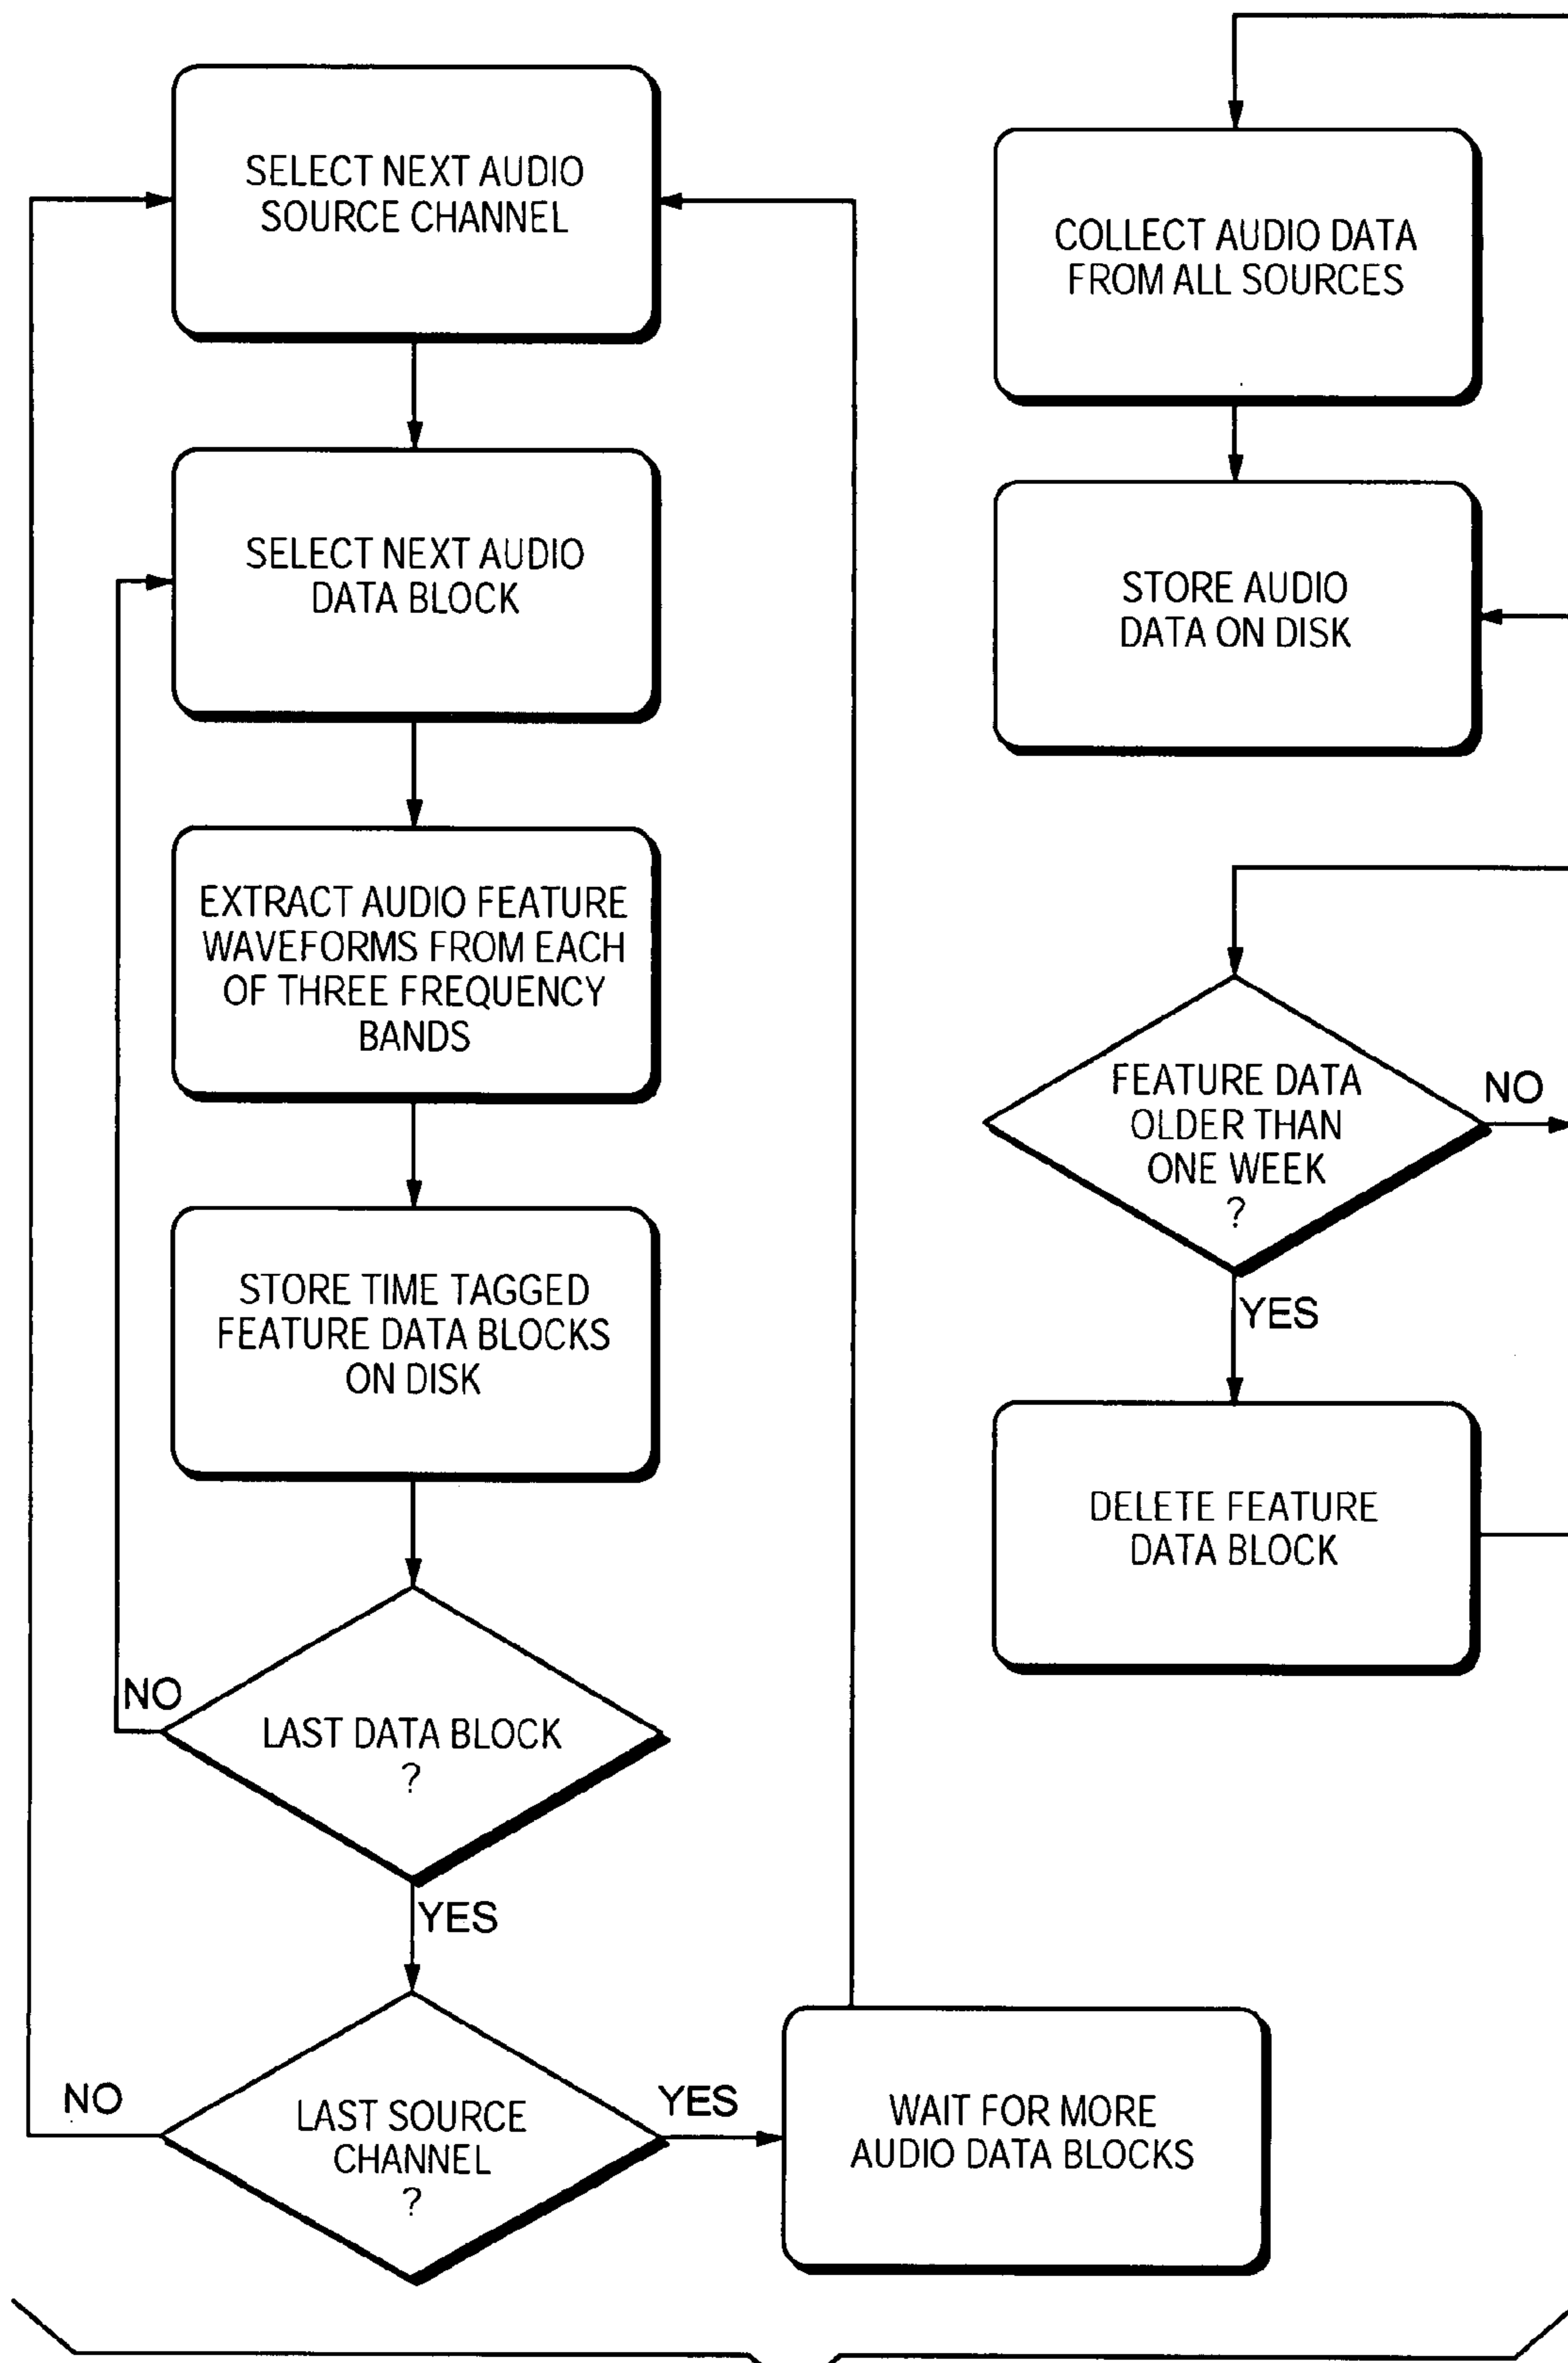 SELECT NEXT AUDIO
SOURCE CHANNEL
SELECT NEXT AUDIO
DATA BLOCK
EXTRACT AUDIO FEATURE
WAVEFORMS FROM EACH
OF THREE FREQUENCY
BANDS
STORE TIME TAGGED
FEATURE DATA BLOCKS
ON DISK
NO
LAST DATA BLOCK
?
YES
NO
LAST SOURCE
CHANNEL
?
YES
WAIT FOR MORE
AUDIO DATA BLOCKS
COLLECT AUDIO DATA
FROM ALL SOURCES
STORE AUDIO
DATA ON DISK
FEATURE DATA
OLDER THAN
ONE WEEK
?
NO
YES
DELETE FEATURE
DATA BLOCK